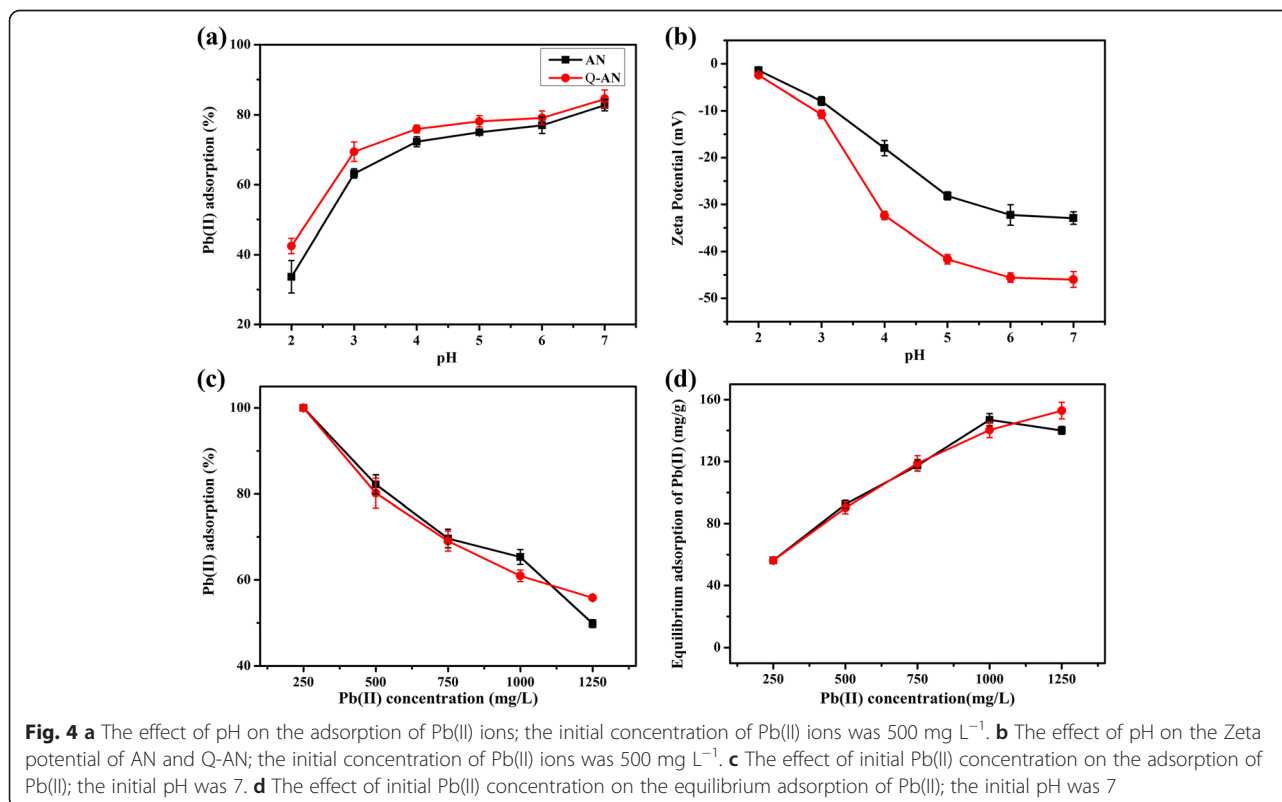 (a)
100
80
60
40
20
Pb(II) adsorption (%)
AN
Q-AN
2 3 4 5 6 7
pH
(b)
0
-10
-20
-30
-40
-50
Zeta Potential (mV)
2 3 4 5 6 7
pH
(c)
100
80
60
40
Pb(II) adsorption (%)
250 500 750 1000 1250
Pb(II) concentration (mg/L)
(d)
160
120
80
40
0
Equilibrium adsorption of Pb(II) (mg/g)
250 500 750 1000 1250
Pb(II) concentration(mg/L)
Fig. 4 a The effect of pH on the adsorption of Pb(II) ions; the initial concentration of Pb(II) ions was 500 mg L⁻¹. b The effect of pH on the Zeta
potential of AN and Q-AN; the initial concentration of Pb(II) ions was 500 mg L⁻¹. c The effect of initial Pb(II) concentration on the adsorption of
Pb(II); the initial pH was 7. d The effect of initial Pb(II) concentration on the equilibrium adsorption of Pb(II); the initial pH was 7